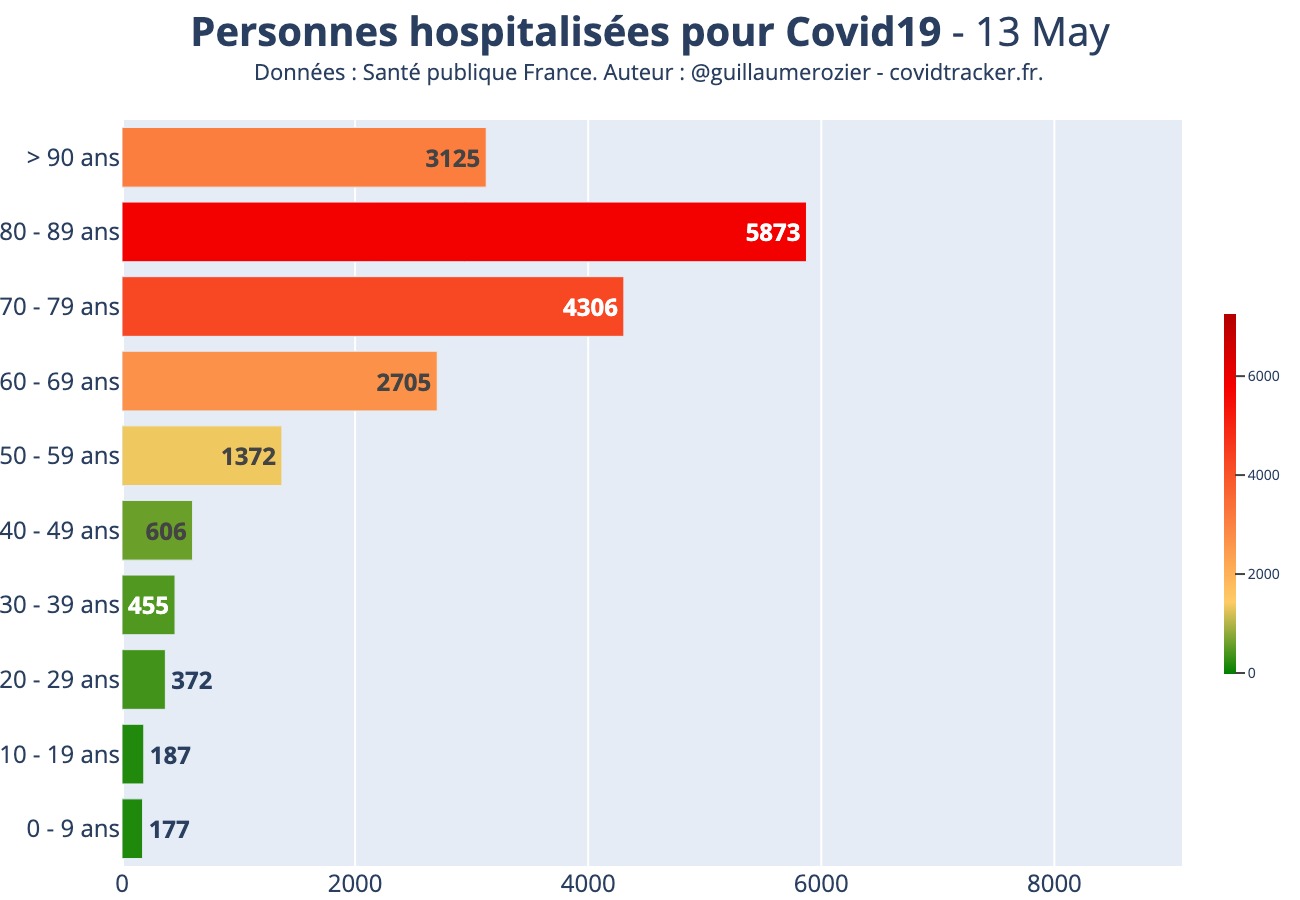 Personnes hospitalisées pour Covid19 - 13 May
Données : Santé publique France. Auteur : @guillaumerozier - covidtracker.fr.
> 90 ans 3125
80 - 89 ans 5873
70 - 79 ans 4306
60 - 69 ans 2705
50 - 59 ans 1372
40 - 49 ans 606
30 - 39 ans 455
20 - 29 ans 372
10 - 19 ans 187
0 - 9 ans 177
0 2000 4000 6000 8000
6000
4000
2000
0